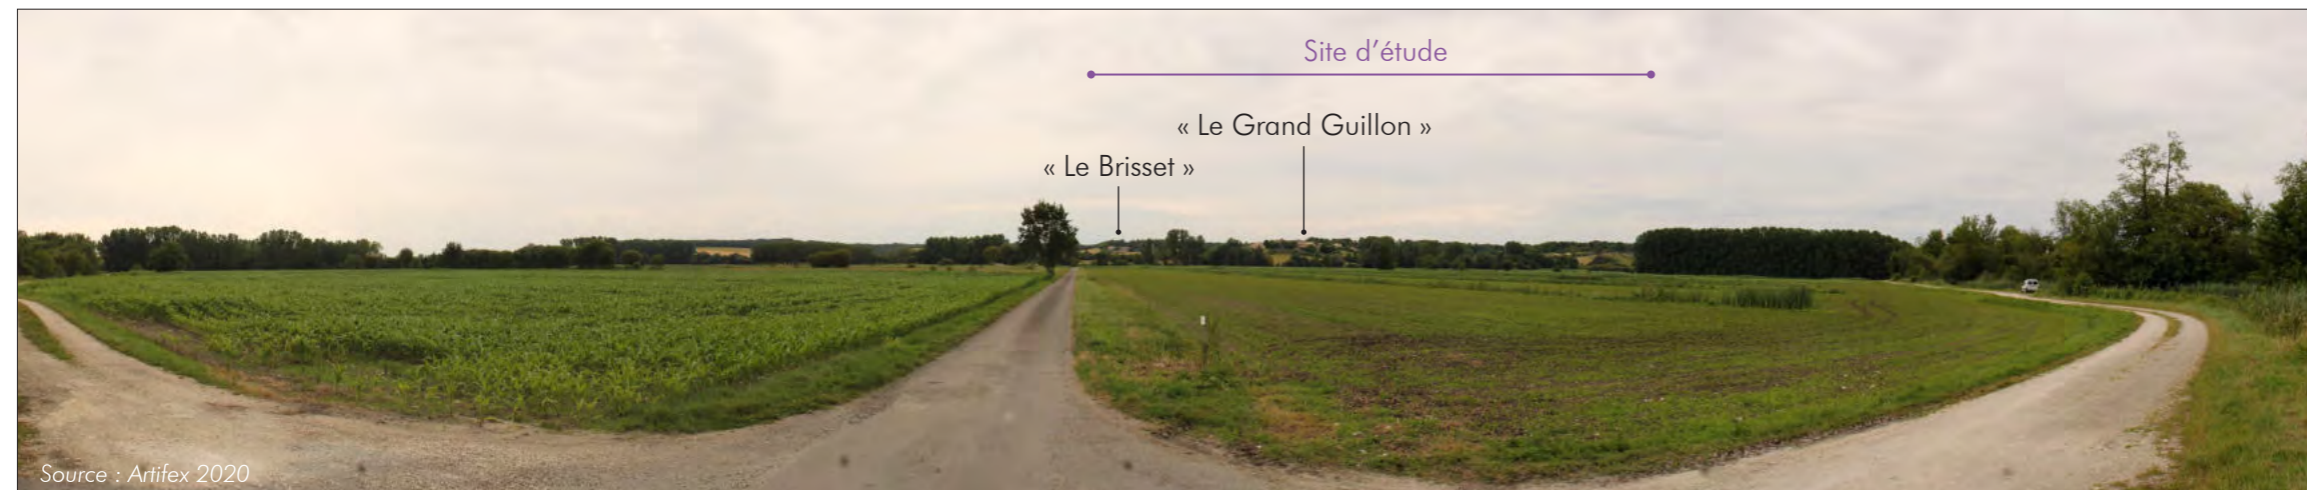 Site d’étude
« Le Grand Guillon »
« Le Brisset »
Source : Artifex 2020